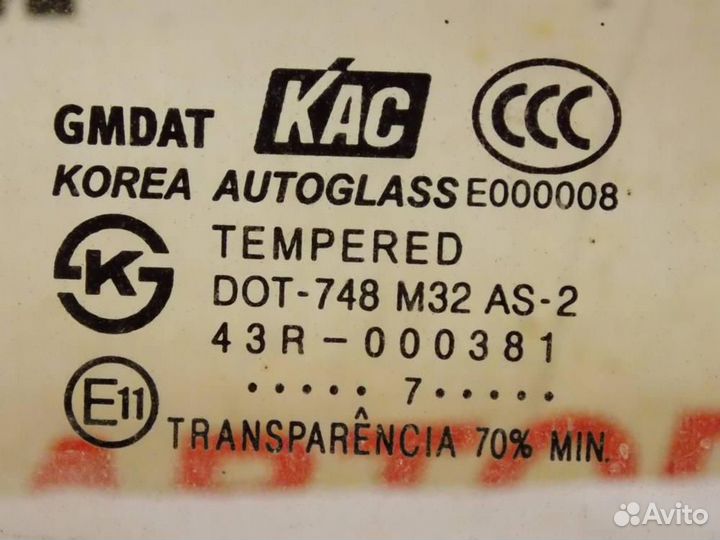 GMDAT KAC CCC
KOREA AUTOGLASS E000008
K TEMPERED
DOT-748 M32 AS-2
43R-000381
E11 ..... 7.....
TRANSPARÊNCIA 70% MIN.
Avito